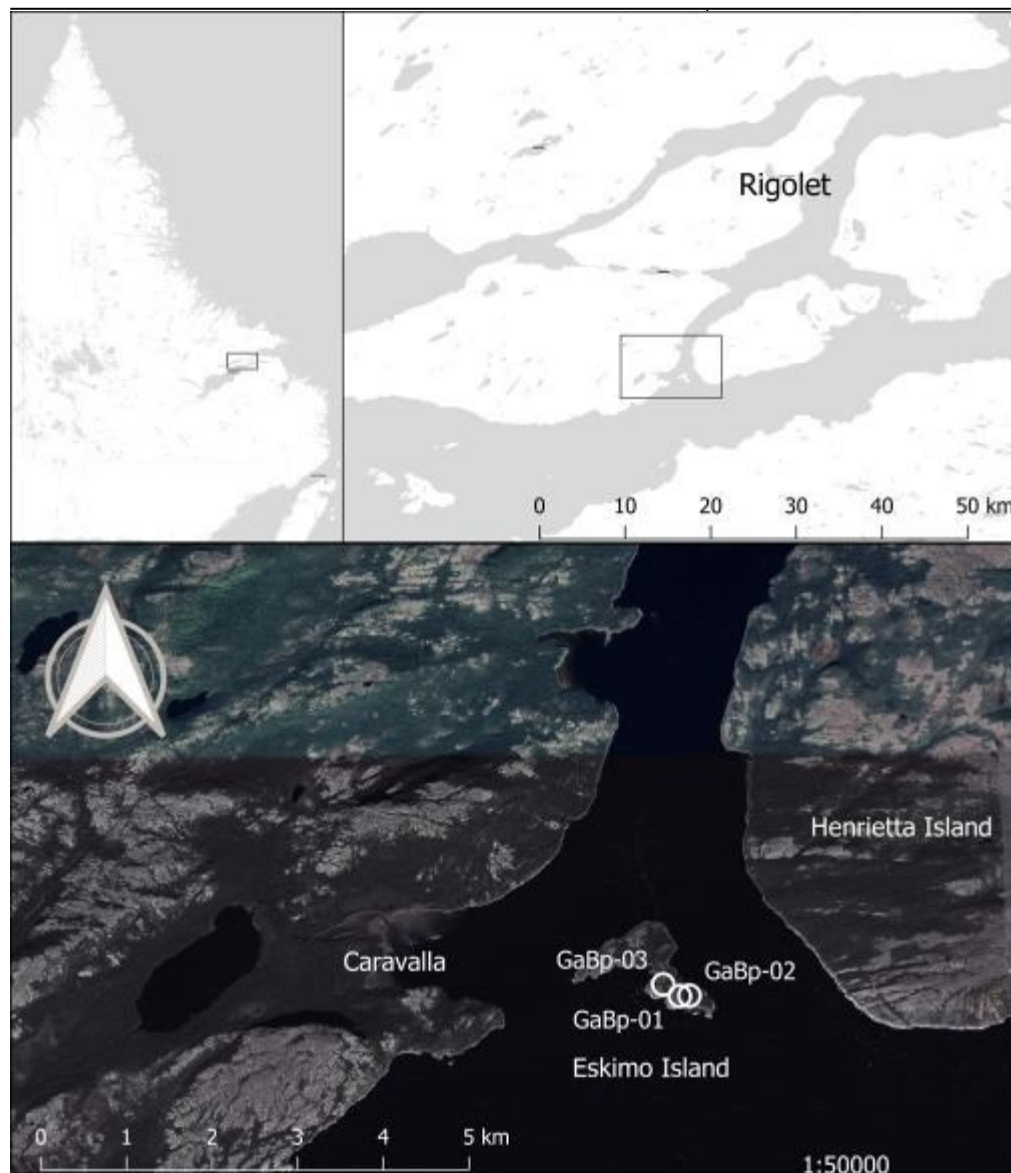 Rigolet
0 10 20 30 40 50 km
Henrietta Island
Caravalla
GaBp-03
GaBp-02
GaBp-01
Eskimo Island
0 1 2 3 4 5 km
1:50000